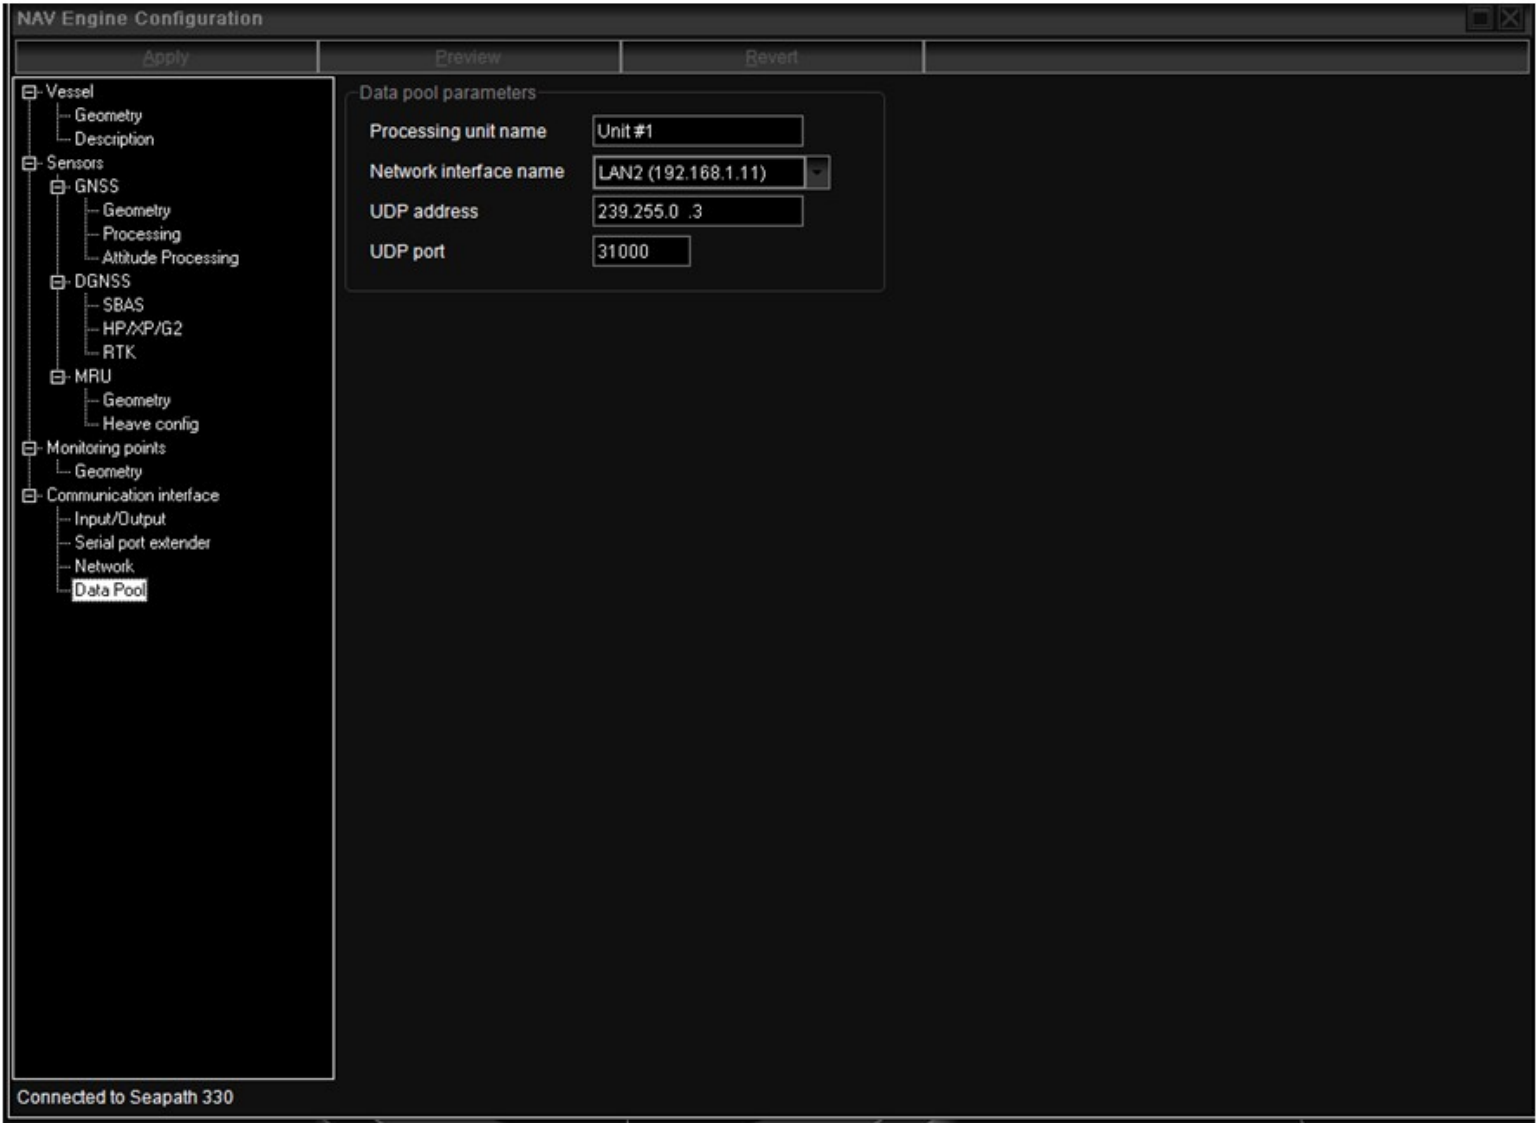 NAV Engine Configuration
Apply Preview Revert
Vessel
Geometry
Description
Sensors
GNSS
Geometry
Processing
Attitude Processing
DGNSS
SBAS
HP/XP/G2
RTK
MRU
Geometry
Heave config
Monitoring points
Geometry
Communication interface
Input/Output
Serial port extender
Network
Data Pool
Data pool parameters
Processing unit name Unit #1
Network interface name LAN2 (192.168.1.11)
UDP address 239.255.0 .3
UDP port 31000
Connected to Seapath 330